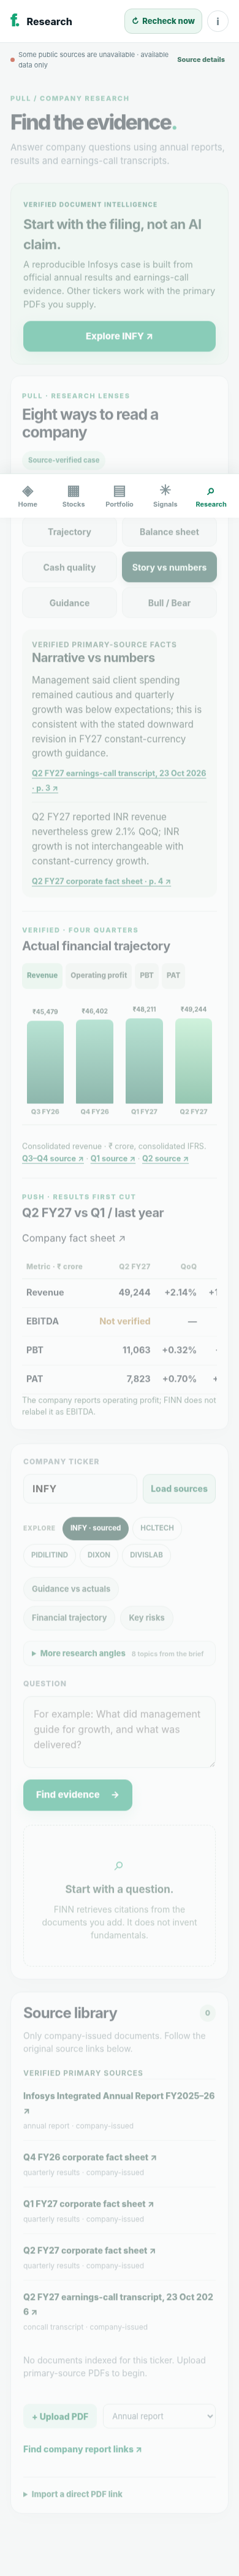 f. Research ↻ Recheck now i
Some public sources are unavailable · available
data only
Source details
PULL / COMPANY RESEARCH
Find the evidence.
Answer company questions using annual reports,
results and earnings-call transcripts.
VERIFIED DOCUMENT INTELLIGENCE
Start with the filing, not an AI
claim.
A reproducible Infosys case is built from
official annual results and earnings-call
evidence. Other tickers work with the primary
PDFs you supply.
Explore INFY ↗
PULL · RESEARCH LENSES
Eight ways to read a
company
Source-verified case
Home Stocks Portfolio Signals Research
Trajectory Balance sheet
Cash quality Story vs numbers
Guidance Bull / Bear
VERIFIED PRIMARY-SOURCE FACTS
Narrative vs numbers
Management said client spending
remained cautious and quarterly
growth was below expectations; this is
consistent with the stated downward
revision in FY27 constant-currency
growth guidance.
Q2 FY27 earnings-call transcript, 23 Oct 2026
· p. 3 ↗
Q2 FY27 reported INR revenue
nevertheless grew 2.1% QoQ; INR
growth is not interchangeable with
constant-currency growth.
Q2 FY27 corporate fact sheet · p. 4 ↗
VERIFIED · FOUR QUARTERS
Actual financial trajectory
Revenue Operating profit PBT PAT
₹45,479 ₹46,402 ₹48,211 ₹49,244
Q3 FY26 Q4 FY26 Q1 FY27 Q2 FY27
Consolidated revenue · ₹ crore, consolidated IFRS.
Q3–Q4 source ↗ · Q1 source ↗ · Q2 source ↗
PUSH · RESULTS FIRST CUT
Q2 FY27 vs Q1 / last year
Company fact sheet ↗
Metric · ₹ crore Q2 FY27 QoQ
Revenue 49,244 +2.14% +1
EBITDA Not verified —
PBT 11,063 +0.32%
PAT 7,823 +0.70% +
The company reports operating profit; FINN does not
relabel it as EBITDA.
COMPANY TICKER
INFY Load sources
EXPLORE INFY · sourced HCLTECH
PIDILITIND DIXON DIVISLAB
Guidance vs actuals
Financial trajectory Key risks
▸ More research angles 8 topics from the brief
QUESTION
For example: What did management
guide for growth, and what was
delivered?
Find evidence →
Start with a question.
FINN retrieves citations from the
documents you add. It does not invent
fundamentals.
Source library 0
Only company-issued documents. Follow the
original source links below.
VERIFIED PRIMARY SOURCES
Infosys Integrated Annual Report FY2025–26
↗
annual report · company-issued
Q4 FY26 corporate fact sheet ↗
quarterly results · company-issued
Q1 FY27 corporate fact sheet ↗
quarterly results · company-issued
Q2 FY27 corporate fact sheet ↗
quarterly results · company-issued
Q2 FY27 earnings-call transcript, 23 Oct 202
6 ↗
concall transcript · company-issued
No documents indexed for this ticker. Upload
primary-source PDFs to begin.
+ Upload PDF Annual report
Find company report links ↗
▸ Import a direct PDF link